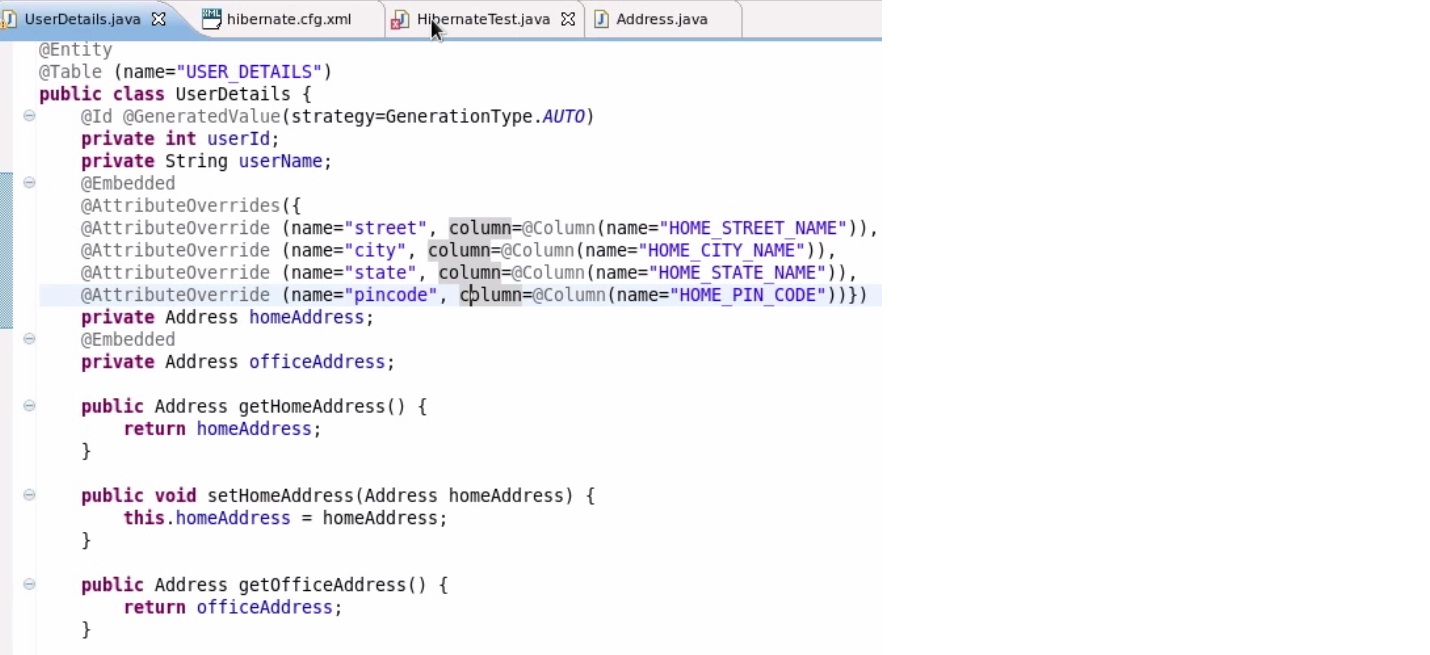 UserDetails.java hibernate.cfg.xml HibernateTest.java Address.java
@Entity
@Table (name="USER_DETAILS")
public class UserDetails {
@Id @GeneratedValue(strategy=GenerationType.AUTO)
private int userId;
private String userName;
@Embedded
@AttributeOverrides({
@AttributeOverride (name="street", column=@Column(name="HOME_STREET_NAME")),
@AttributeOverride (name="city", column=@Column(name="HOME_CITY_NAME")),
@AttributeOverride (name="state", column=@Column(name="HOME_STATE_NAME")),
@AttributeOverride (name="pincode", column=@Column(name="HOME_PIN_CODE"))})
private Address homeAddress;
@Embedded
private Address officeAddress;
public Address getHomeAddress() {
return homeAddress;
}
public void setHomeAddress(Address homeAddress) {
this.homeAddress = homeAddress;
}
public Address getOfficeAddress() {
return officeAddress;
}